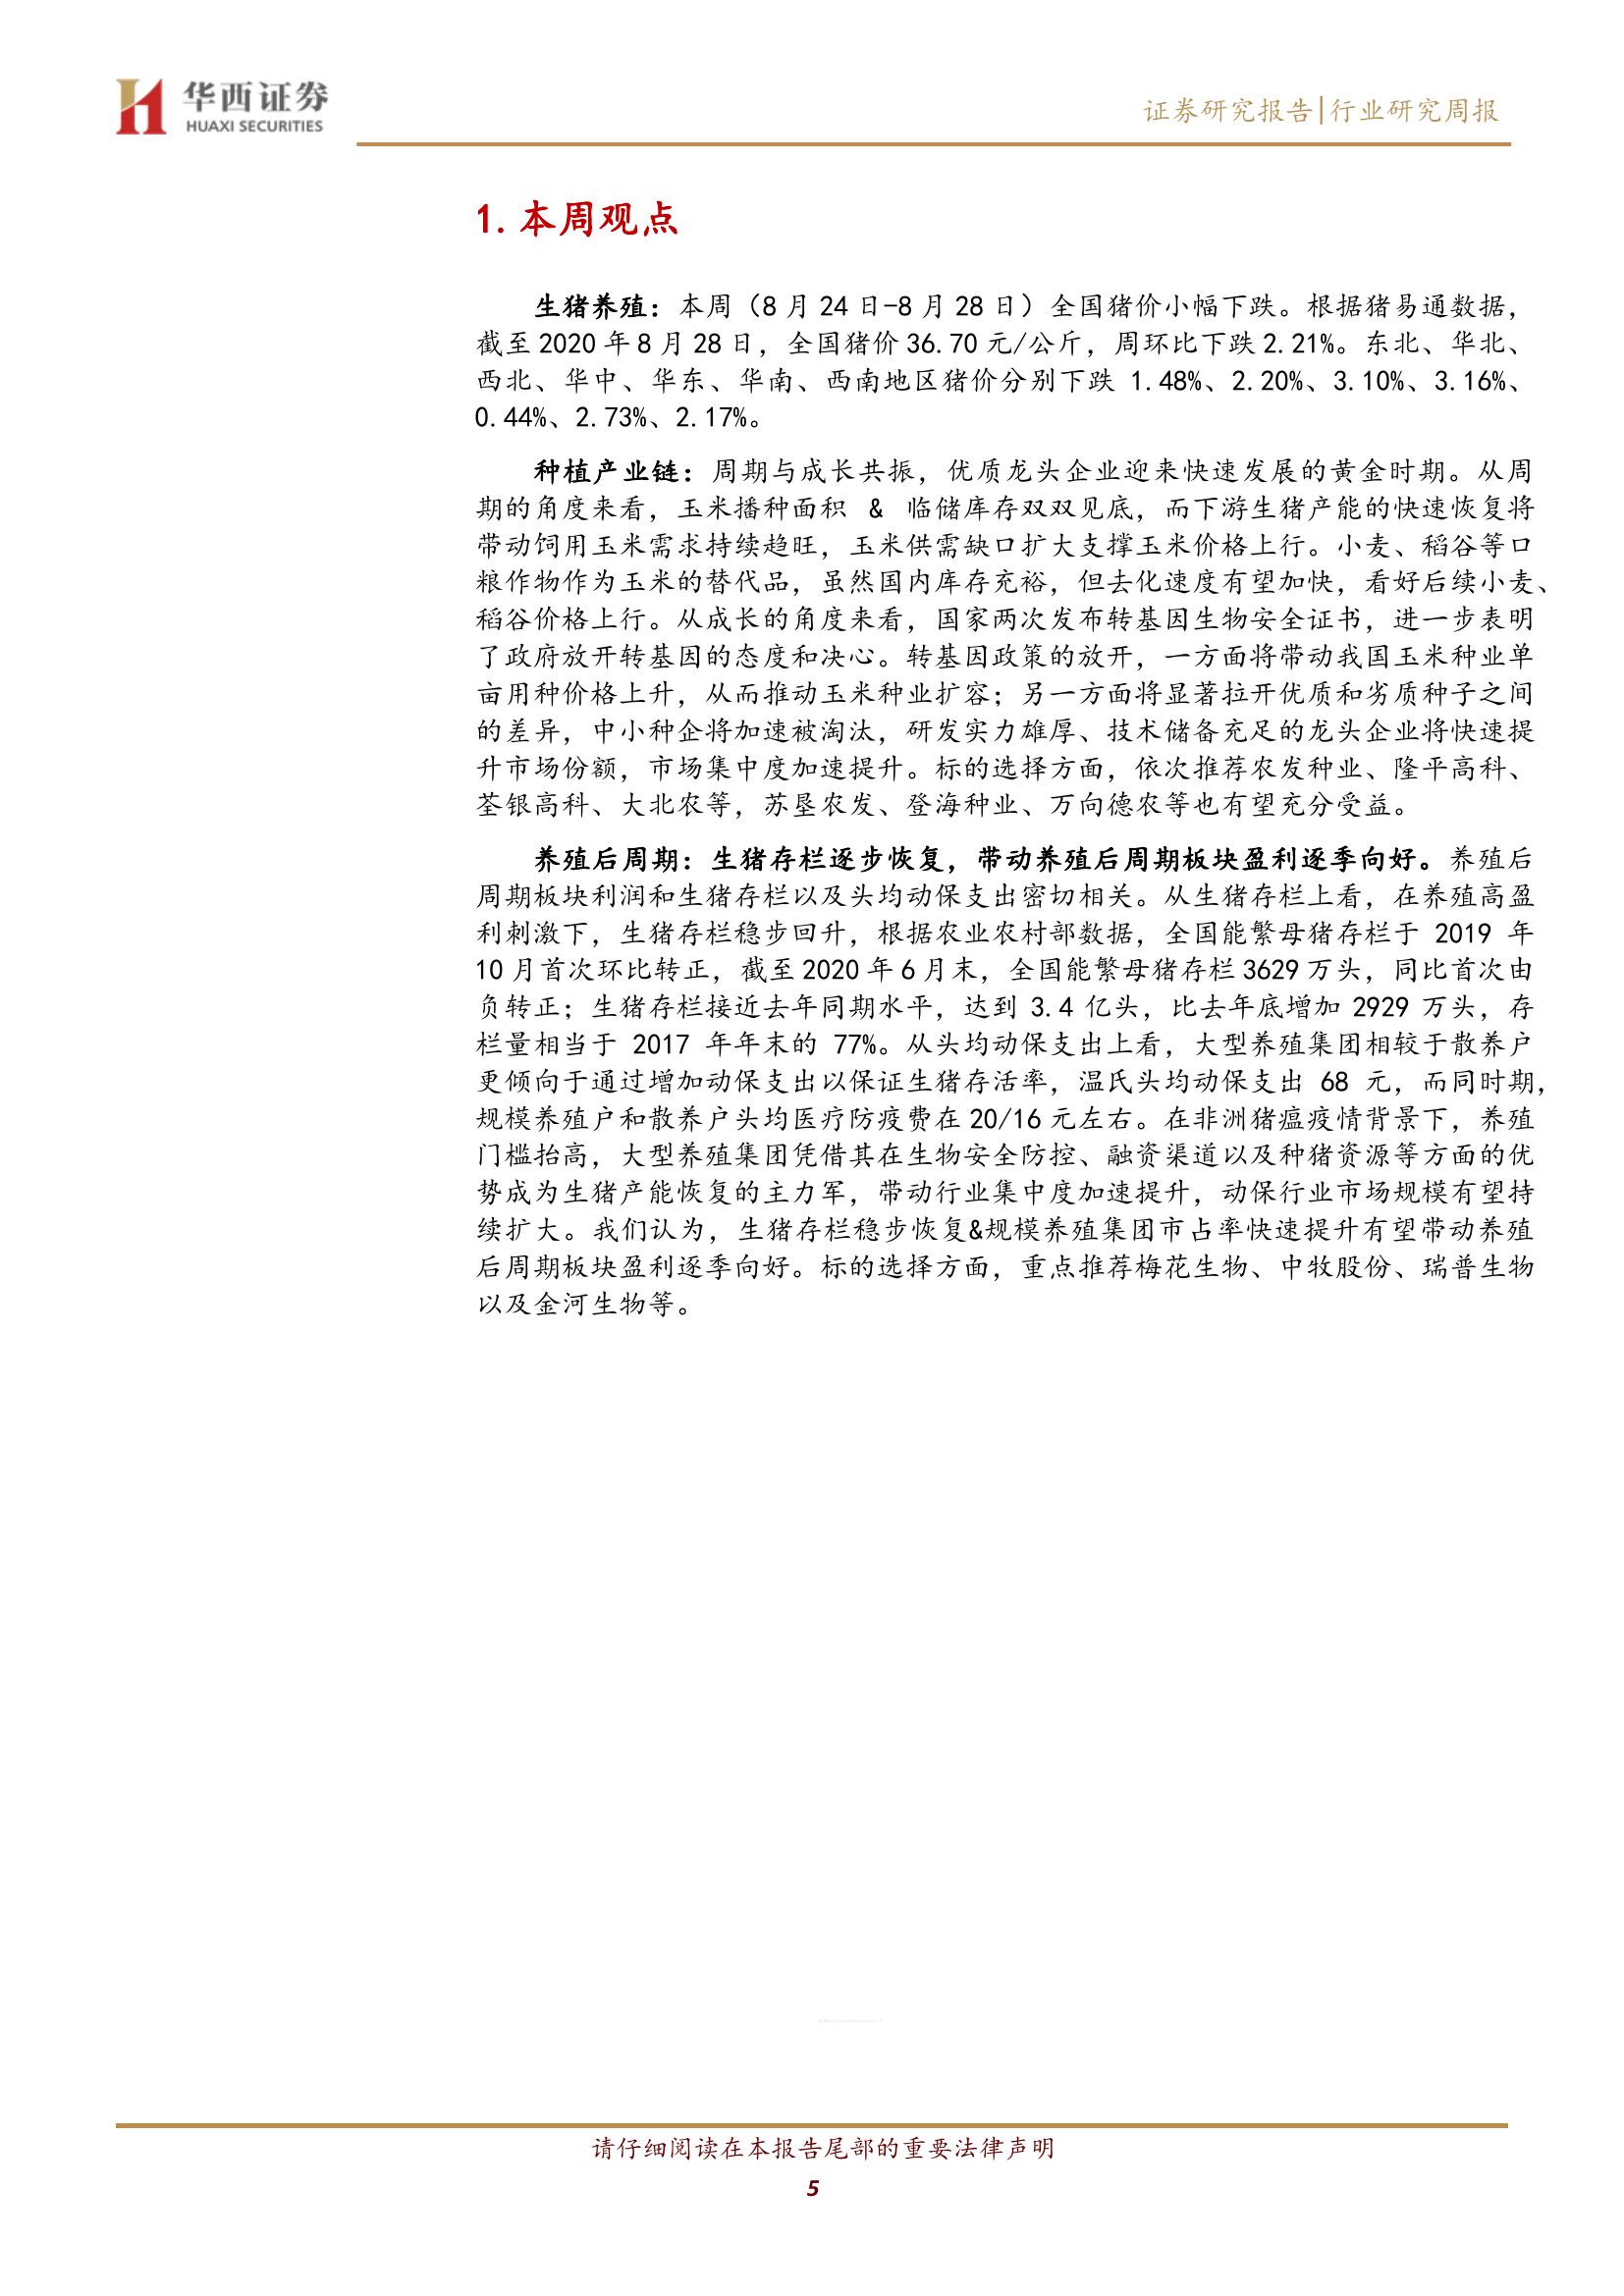 华西证券
HUAXI SECURITIES
证券研究报告|行业研究周报
1.本周观点
生猪养殖：本周（8 月 24 日-8 月 28 日）全国猪价小幅下跌。根据猪易通数据，
截至 2020 年 8 月 28 日，全国猪价 36.70 元/公斤，周环比下跌 2.21%。东北、华北、
西北、华中、华东、华南、西南地区猪价分别下跌 1.48%、2.20%、3.10%、3.16%、
0.44%、2.73%、2.17%。
种植产业链：周期与成长共振，优质龙头企业迎来快速发展的黄金时期。从周
期的角度来看，玉米播种面积 & 临储库存双双见底，而下游生猪产能的快速恢复将
带动饲用玉米需求持续趋旺，玉米供需缺口扩大支撑玉米价格上行。小麦、稻谷等口
粮作物作为玉米的替代品，虽然国内库存充裕，但去化速度有望加快，看好后续小麦、
稻谷价格上行。从成长的角度来看，国家两次发布转基因生物安全证书，进一步表明
了政府放开转基因的态度和决心。转基因政策的放开，一方面将带动我国玉米种业单
亩用种价格上升，从而推动玉米种业扩容；另一方面将显著拉开优质和劣质种子之间
的差异，中小种企将加速被淘汰，研发实力雄厚、技术储备充足的龙头企业将快速提
升市场份额，市场集中度加速提升。标的选择方面，依次推荐农发种业、隆平高科、
荃银高科、大北农等，苏垦农发、登海种业、万向德农等也有望充分受益。
养殖后周期：生猪存栏逐步恢复，带动养殖后周期板块盈利逐季向好。养殖后
周期板块利润和生猪存栏以及头均动保支出密切相关。从生猪存栏上看，在养殖高盈
利刺激下，生猪存栏稳步回升，根据农业农村部数据，全国能繁母猪存栏于 2019 年
10 月首次环比转正，截至 2020 年 6 月末，全国能繁母猪存栏 3629 万头，同比首次由
负转正；生猪存栏接近去年同期水平，达到 3.4 亿头，比去年底增加 2929 万头，存
栏量相当于 2017 年年末的 77%。从头均动保支出上看，大型养殖集团相较于散养户
更倾向于通过增加动保支出以保证生猪存活率，温氏头均动保支出 68 元，而同时期，
规模养殖户和散养户头均医疗防疫费在 20/16 元左右。在非洲猪瘟疫情背景下，养殖
门槛抬高，大型养殖集团凭借其在生物安全防控、融资渠道以及种猪资源等方面的优
势成为生猪产能恢复的主力军，带动行业集中度加速提升，动保行业市场规模有望持
续扩大。我们认为，生猪存栏稳步恢复&规模养殖集团市占率快速提升有望带动养殖
后周期板块盈利逐季向好。标的选择方面，重点推荐梅花生物、中牧股份、瑞普生物
以及金河生物等。
请仔细阅读在本报告尾部的重要法律声明
5